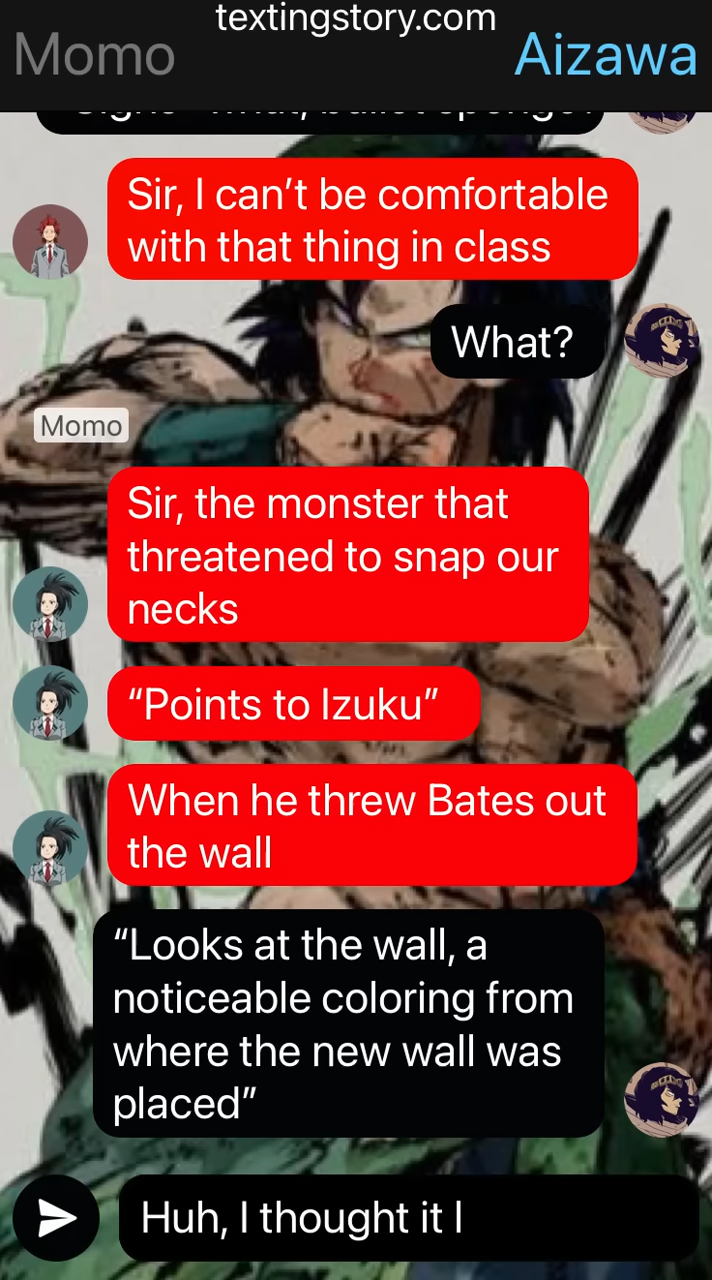 textingstory.com
Momo Aizawa
Sir, I can’t be comfortable
with that thing in class
What?
Momo
Sir, the monster that
threatened to snap our
necks
“Points to Izuku”
When he threw Bates out
the wall
“Looks at the wall, a
noticeable coloring from
where the new wall was
placed”
Huh, I thought it l